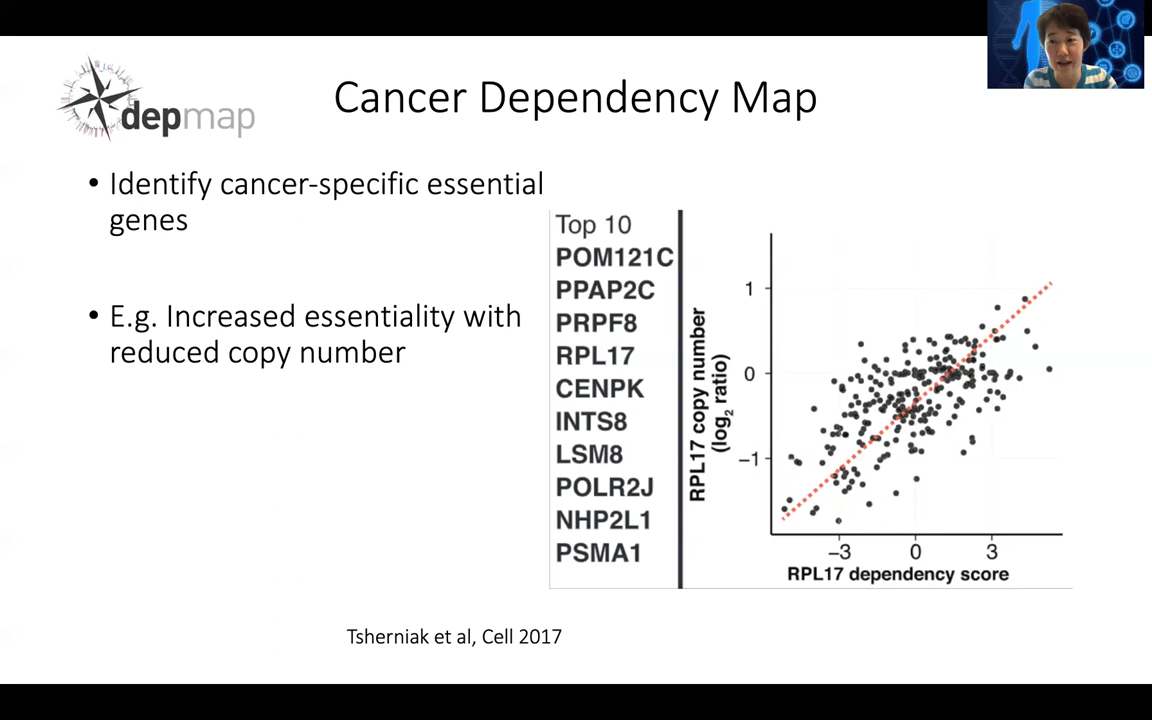 depmap
Cancer Dependency Map
• Identify cancer-specific essential
genes
• E.g. Increased essentiality with
reduced copy number
Top 10
POM121C
PPAP2C
PRPF8
RPL17
CENPK
INTS8
LSM8
POLR2J
NHP2L1
PSMA1
RPL17 copy number
(log2 ratio)
1
0
−1
−3 0 3
RPL17 dependency score
Tsherniak et al, Cell 2017